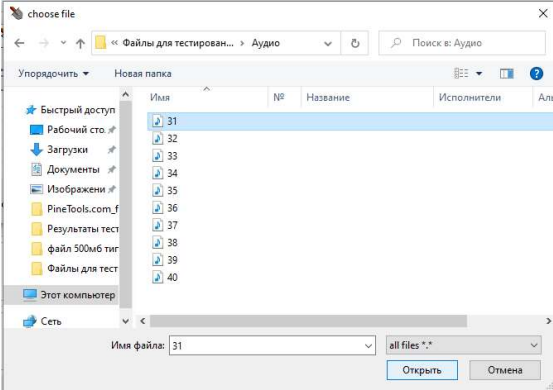 choose file
« Файлы для тестирован... > Аудио
Поиск в: Аудио
Упорядочить
Новая папка
Имя
№
Название
Исполнители
Аль
Быстрый доступ
Рабочий сто.
Загрузки
Документы
Изображени
PineTools.com_f
Результаты тест
файл 500мб тиг
Файлы для тест
Этот компьютер
Сеть
31
32
33
34
35
36
37
38
39
40
Имя файла: 31
all files *.*
Открыть
Отмена